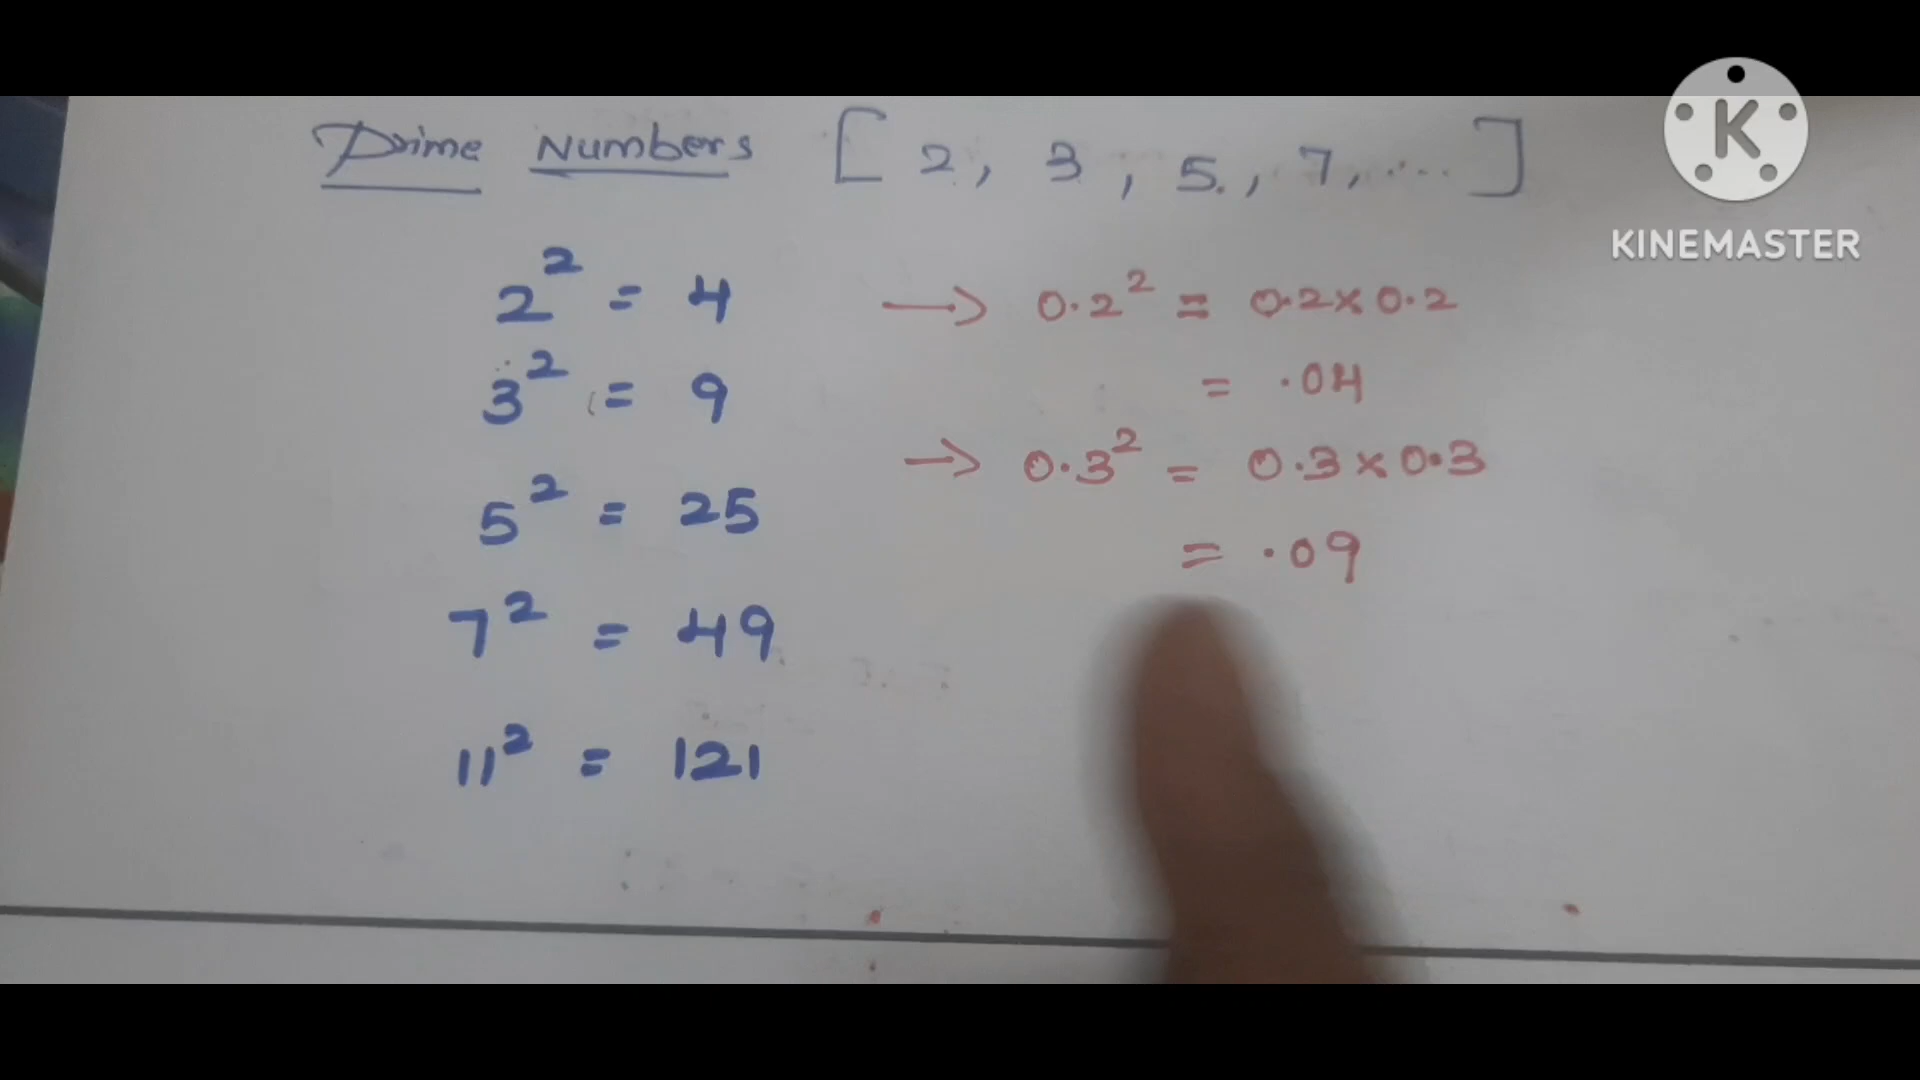 Prime Numbers [ 2, 3, 5, 7, .... ]
K
KINEMASTER
2² = 4
3² = 9
5² = 25
7² = 49
11² = 121
→ 0.2² = 0.2 x 0.2
= .04
→ 0.3² = 0.3 x 0.3
= .09